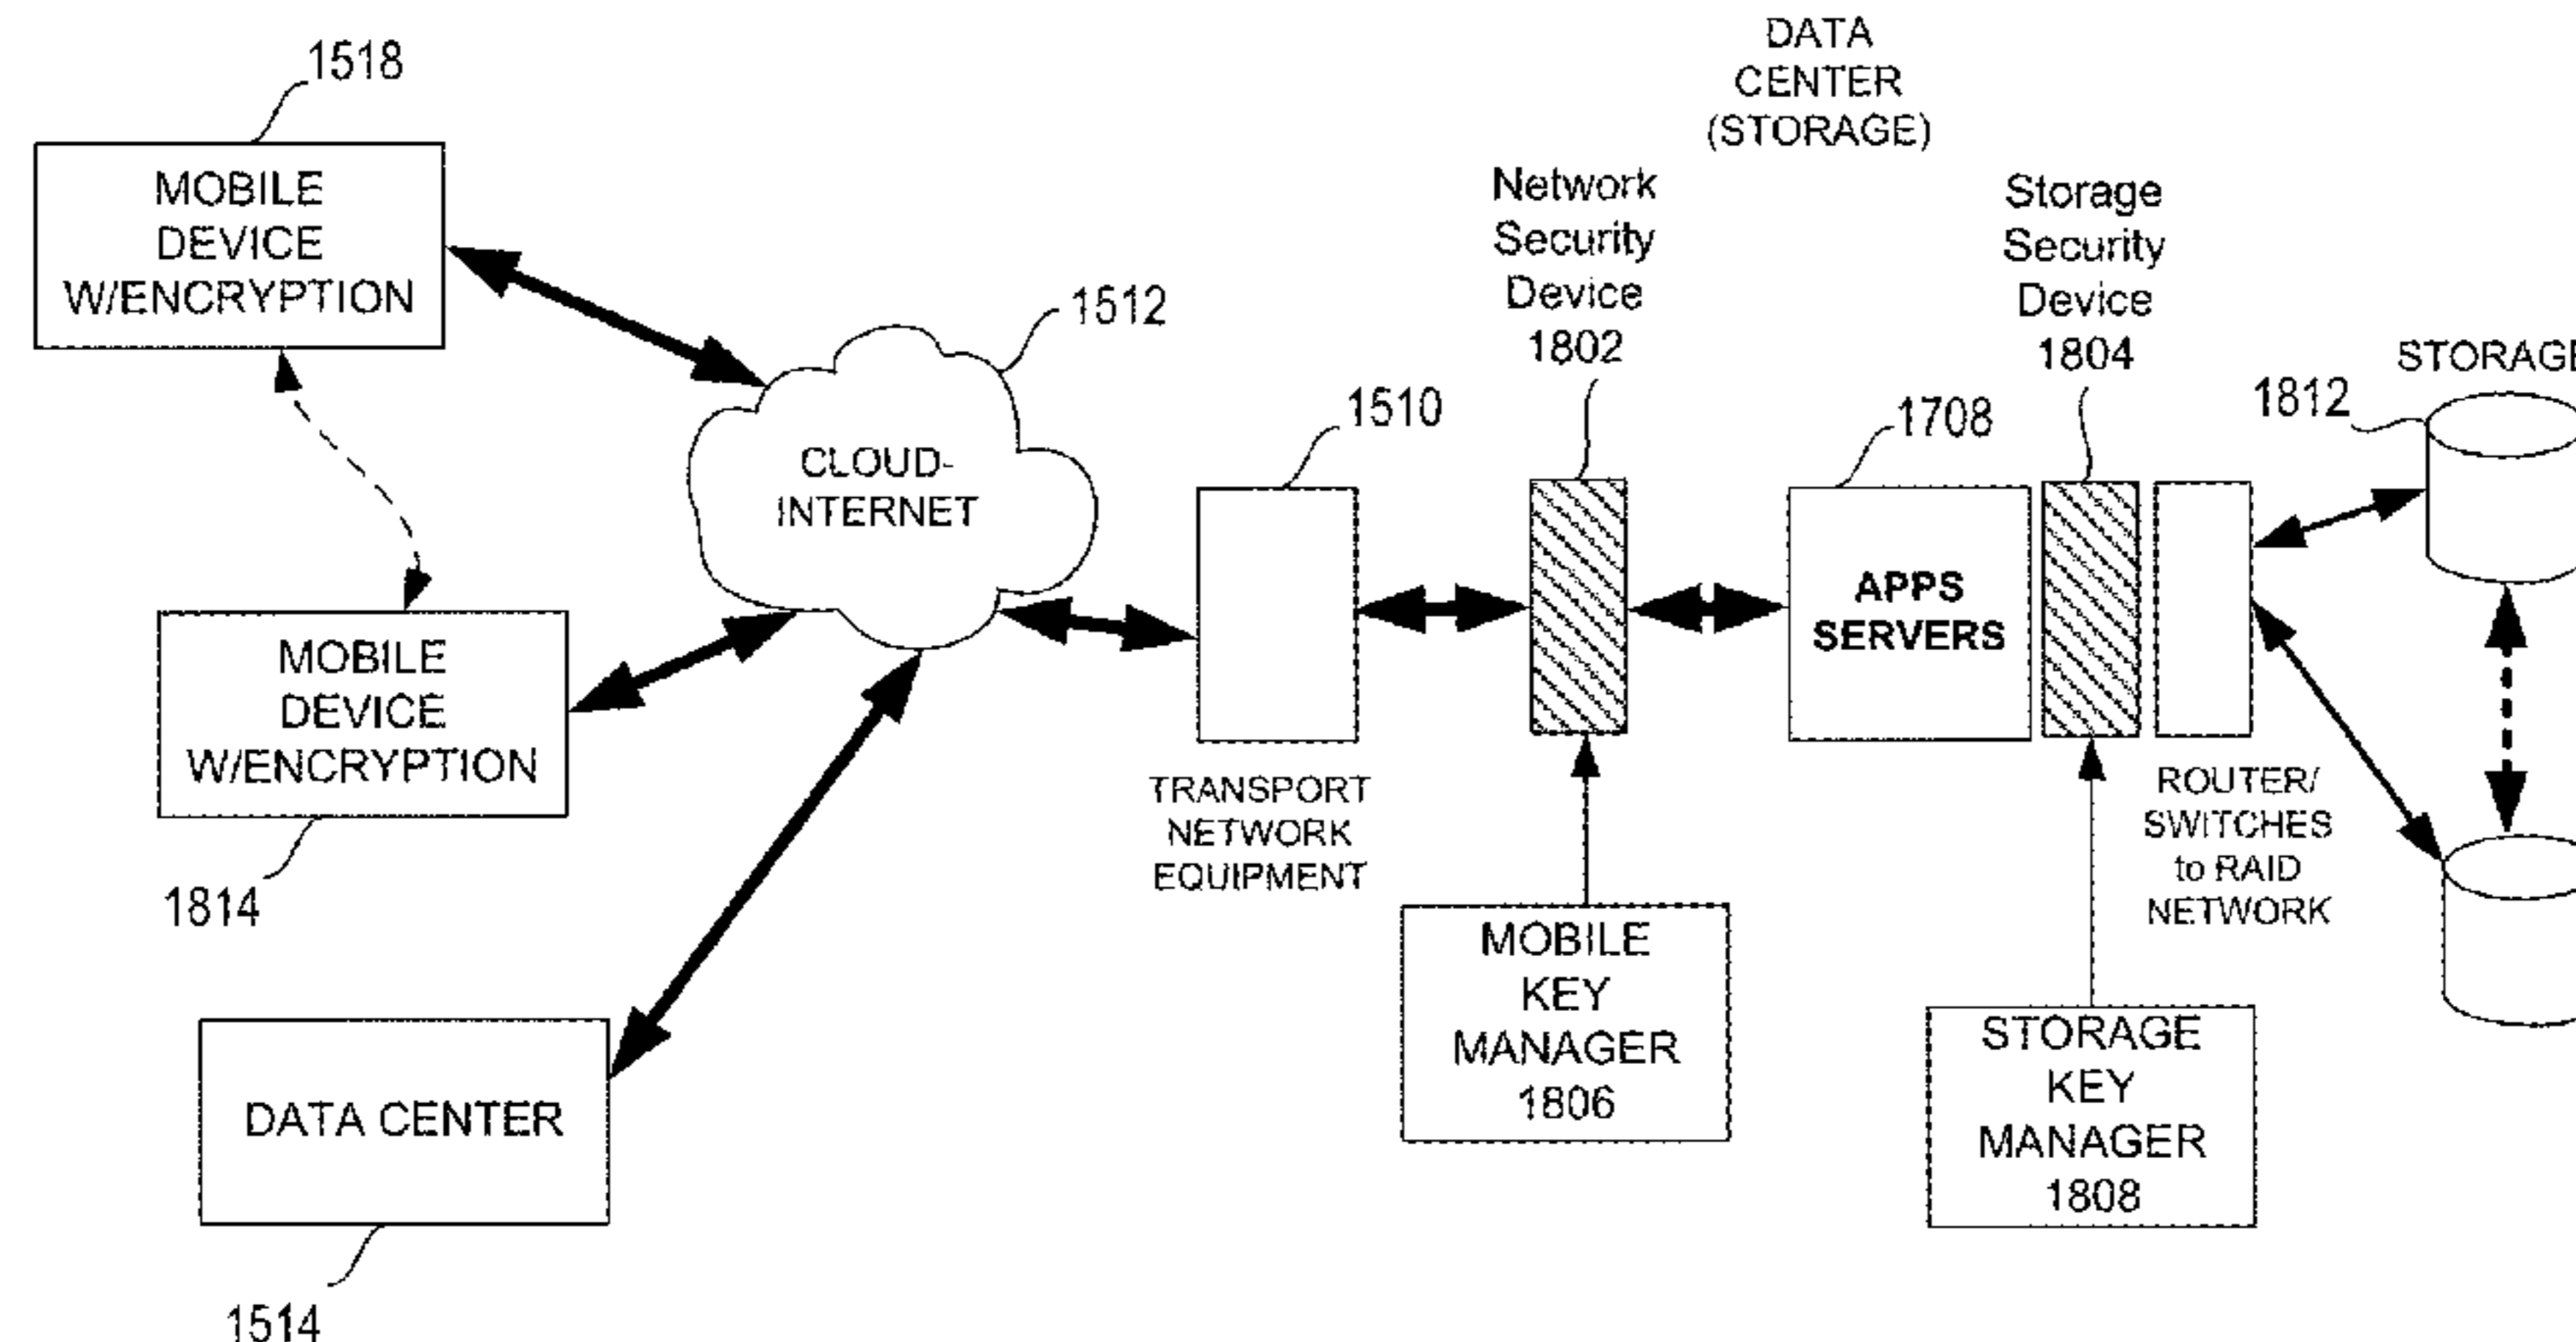 1518
MOBILE
DEVICE
W/ENCRYPTION
1512
CLOUD-
INTERNET
MOBILE
DEVICE
W/ENCRYPTION
1814
DATA CENTER
1514
1510
TRANSPORT
NETWORK
EQUIPMENT
DATA
CENTER
(STORAGE)
Network
Security
Device
1802
MOBILE
KEY
MANAGER
1806
1708
APPS
SERVERS
Storage
Security
Device
1804
ROUTER/
SWITCHES
to RAID
NETWORK
STORAGE
KEY
MANAGER
1808
STORAGE
1812